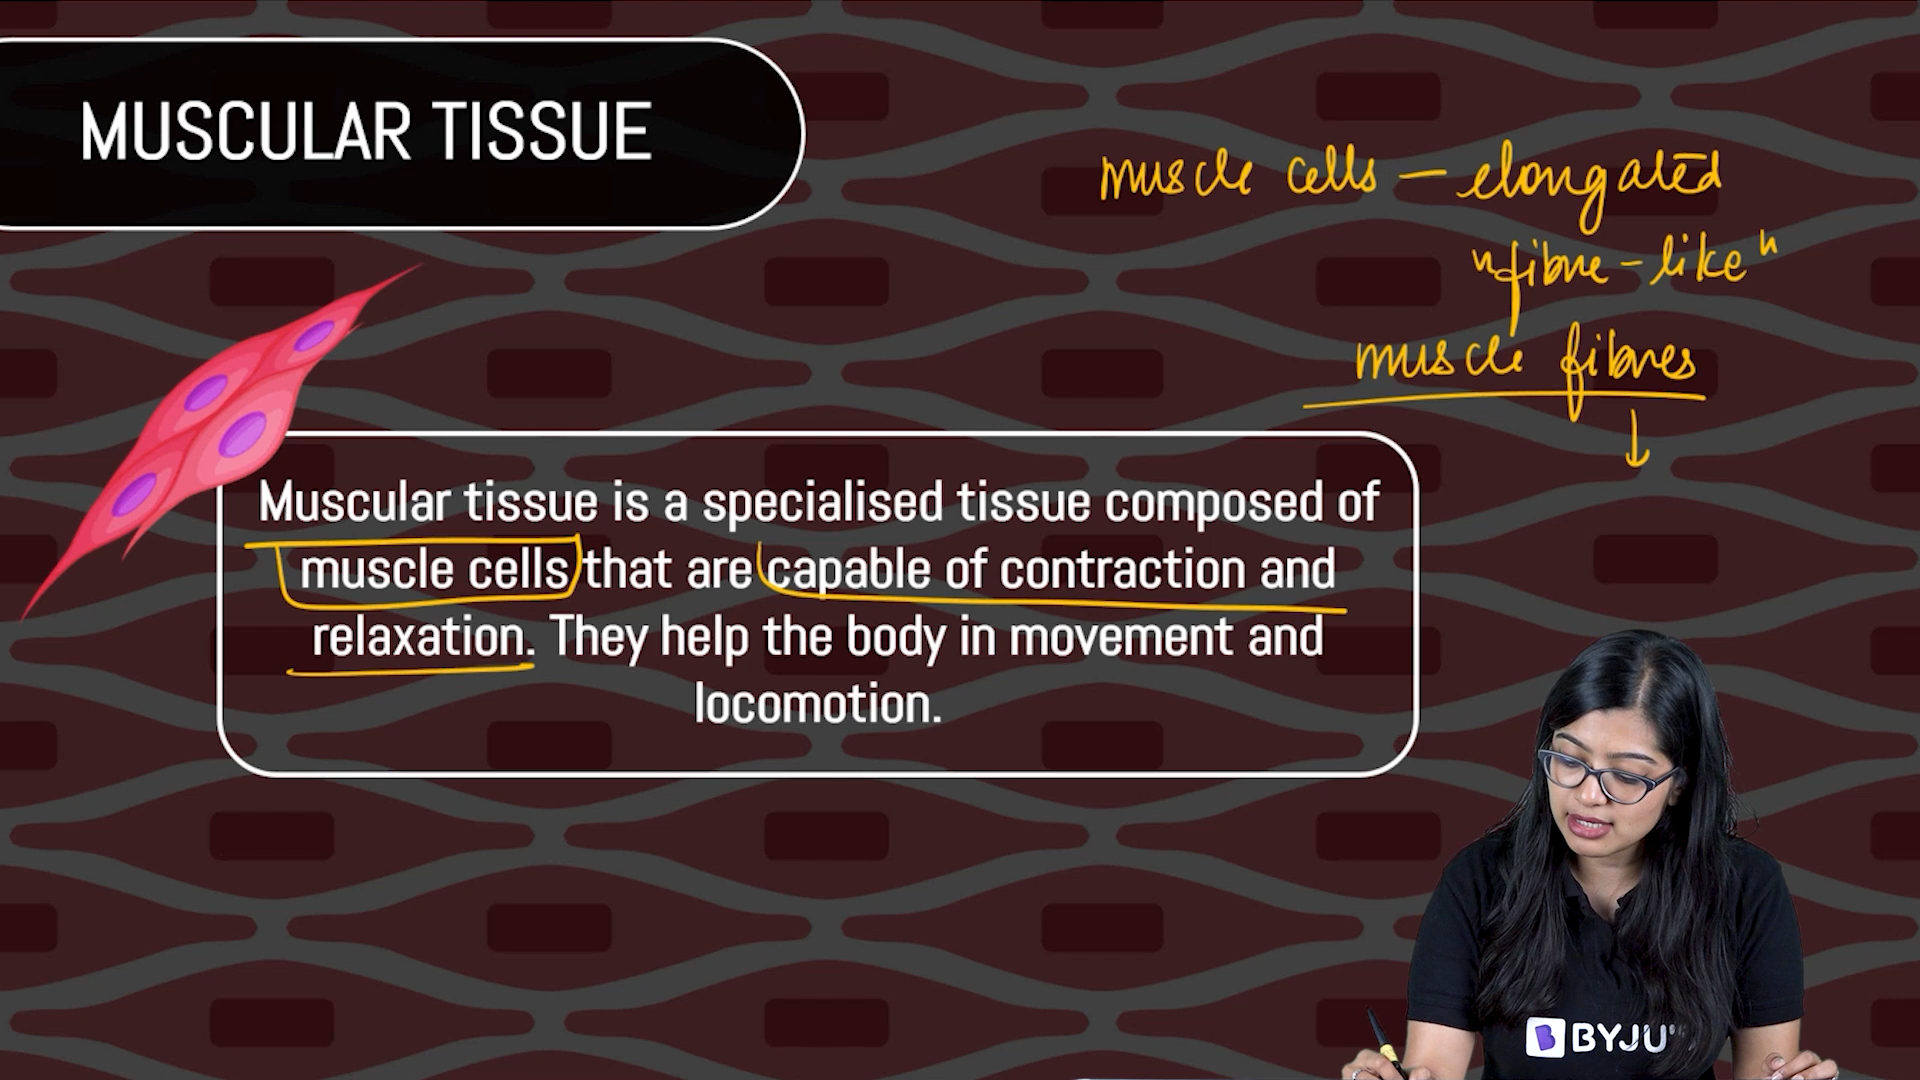 MUSCULAR TISSUE
muscle cells – elongated
"fibre-like"
muscle fibres
Muscular tissue is a specialised tissue composed of
muscle cells that are capable of contraction and
relaxation. They help the body in movement and
locomotion.
BYJU'